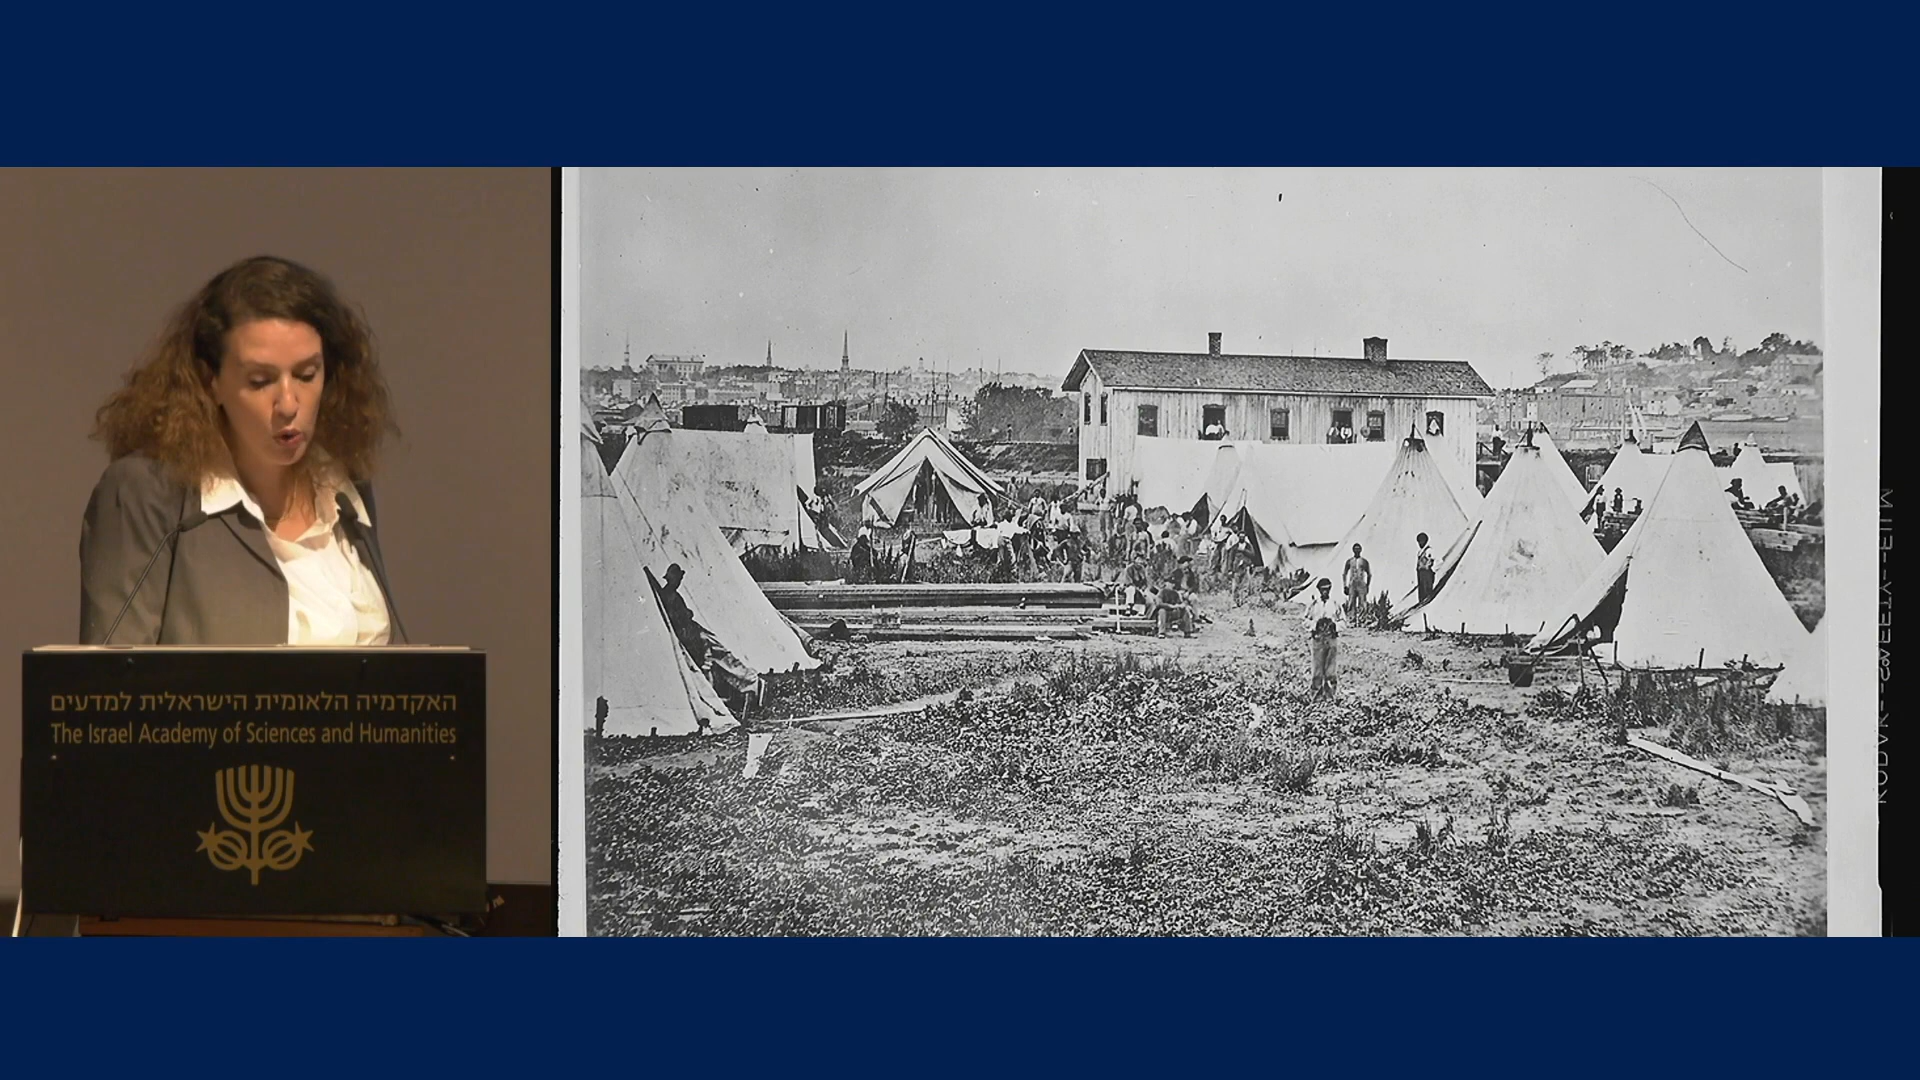 האקדמיה הלאומית הישראלית למדעים
The Israel Academy of Sciences and Humanities